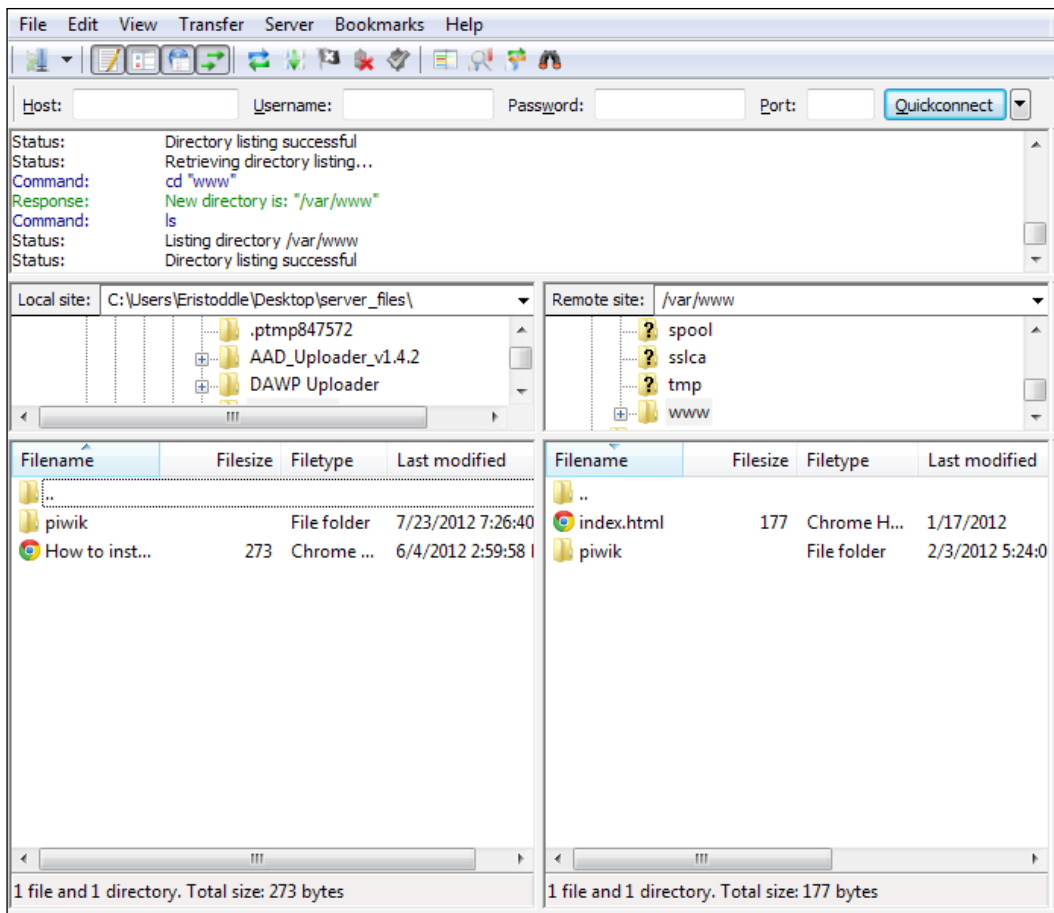 File Edit View Transfer Server Bookmarks Help
Host: Username: Password: Port: Quickconnect
Status: Directory listing successful
Status: Retrieving directory listing...
Command: cd "www"
Response: New directory is: "/var/www"
Command: ls
Status: Listing directory /var/www
Status: Directory listing successful
Local site: C:\Users\Eristoddle\Desktop\server_files\
.ptmp847572
AAD_Uploader_v1.4.2
DAWP Uploader
Remote site: /var/www
spool
sslca
tmp
www
Filename Filesize Filetype Last modified
..
piwik File folder 7/23/2012 7:26:40
How to inst... 273 Chrome ... 6/4/2012 2:59:58
1 file and 1 directory. Total size: 273 bytes
Filename Filesize Filetype Last modified
..
index.html 177 Chrome H... 1/17/2012
piwik File folder 2/3/2012 5:24:0
1 file and 1 directory. Total size: 177 bytes